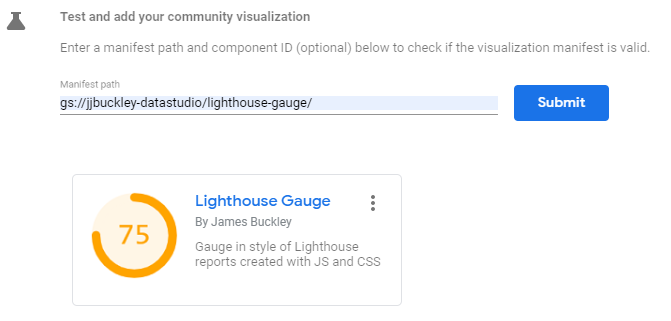 Test and add your community visualization
Enter a manifest path and component ID (optional) below to check if the visualization manifest is valid.
Manifest path
gs://jjbuckley-datastudio/lighthouse-gauge/
Submit
75
Lighthouse Gauge
By James Buckley
Gauge in style of Lighthouse
reports created with JS and CSS